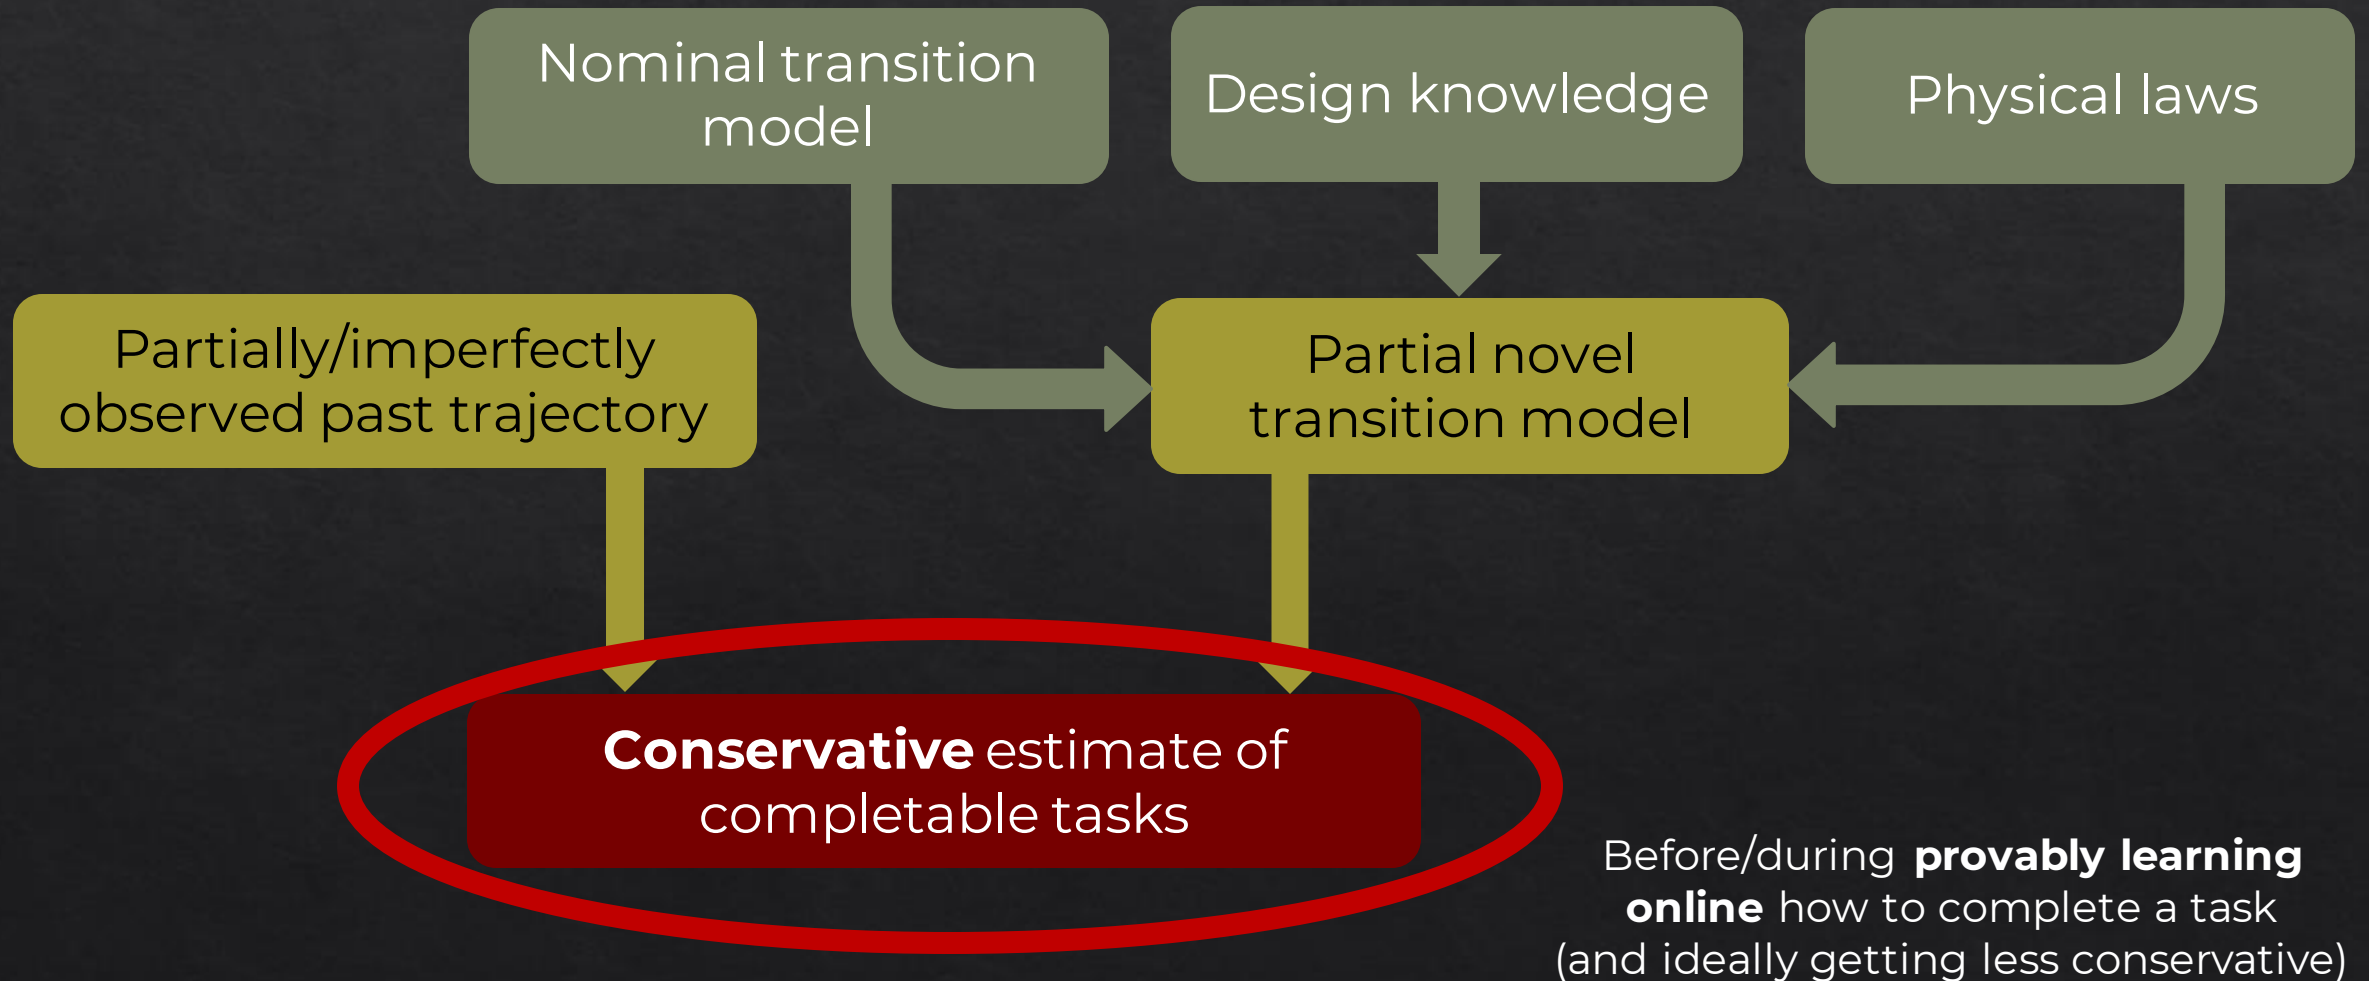 Nominal transition
model
Design knowledge
Physical laws
Partially/imperfectly
observed past trajectory
Partial novel
transition model
Conservative estimate of
completable tasks
Before/during provably learning
online how to complete a task
(and ideally getting less conservative)